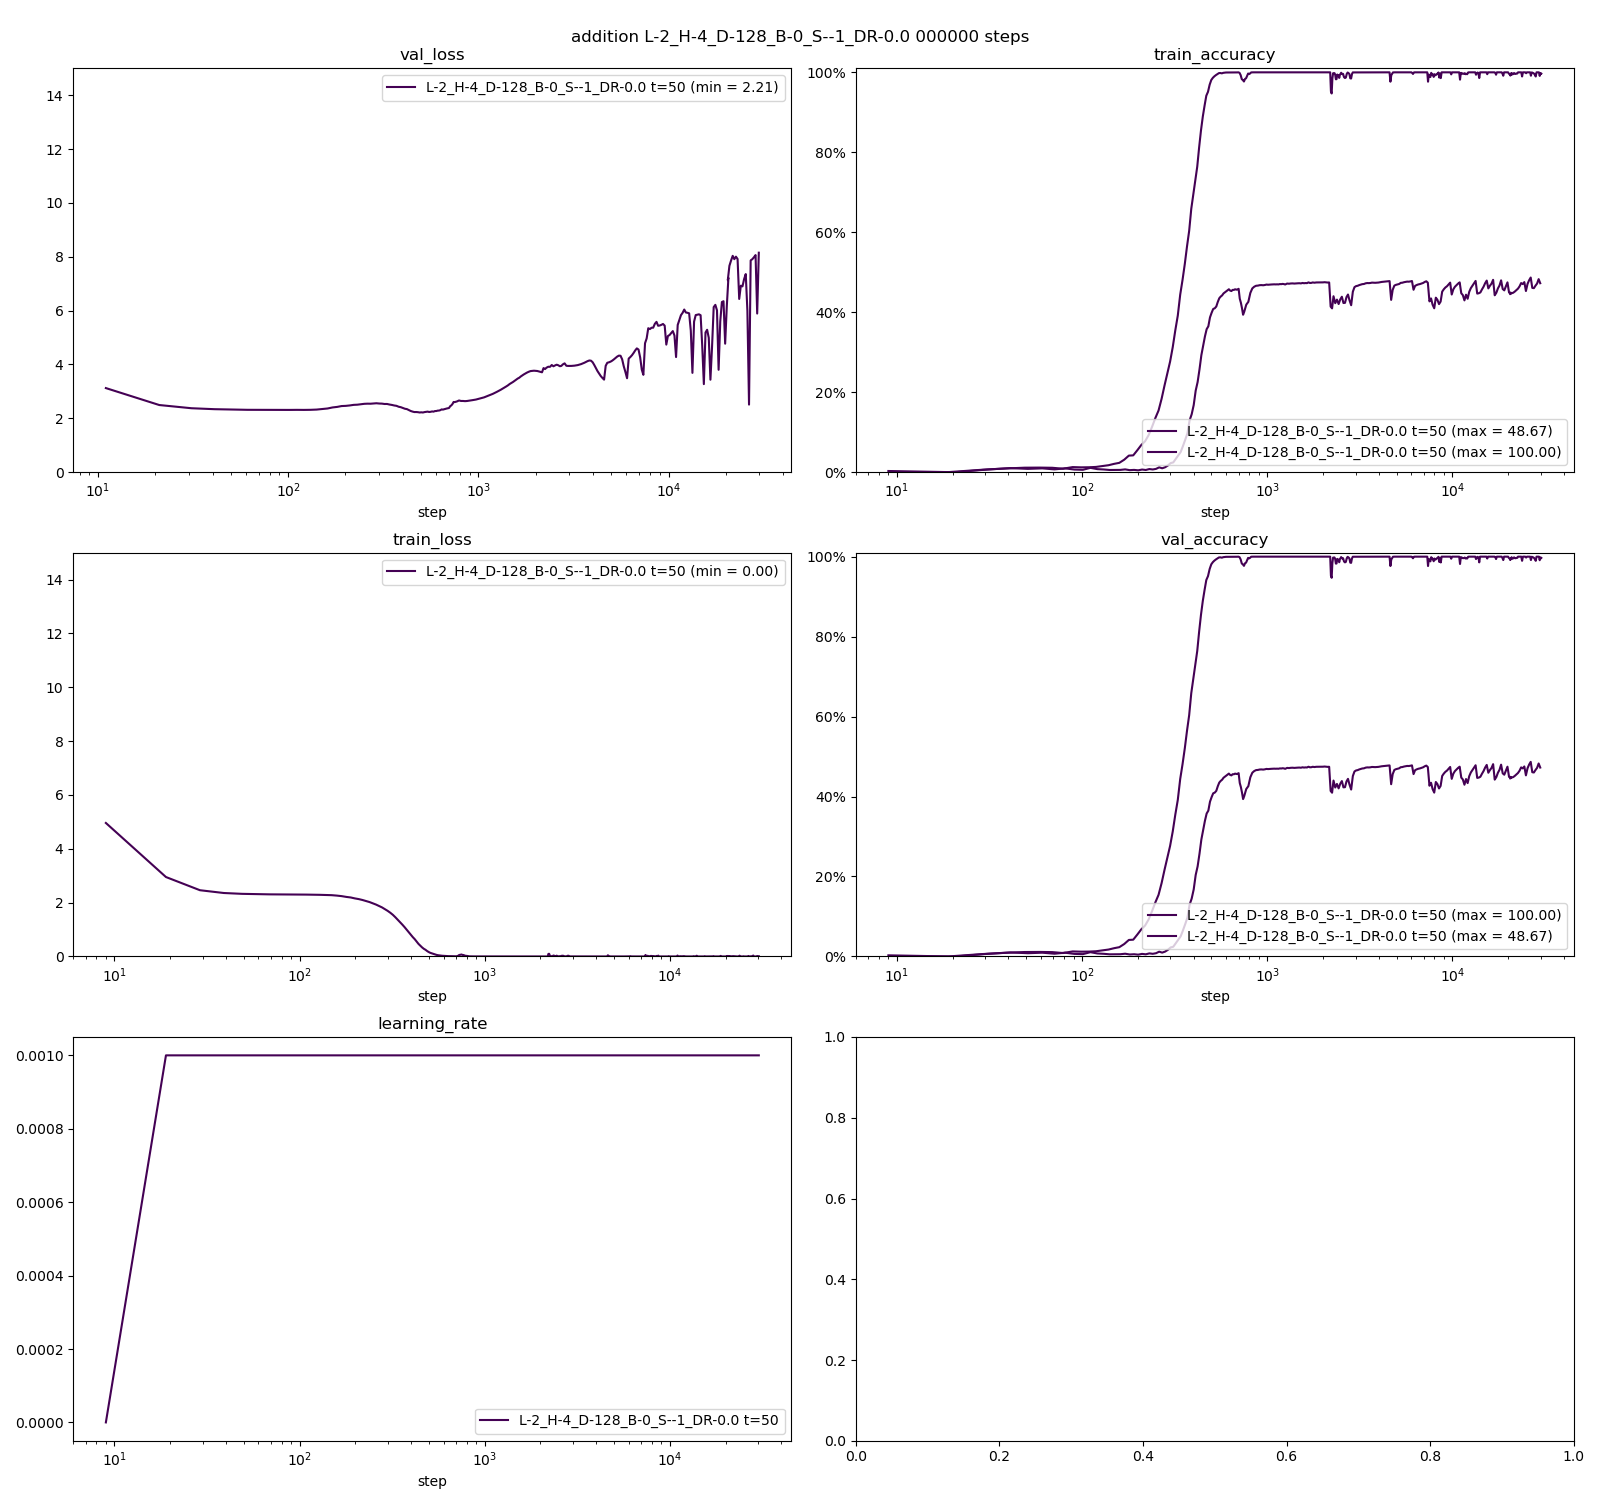 addition L-2_H-4_D-128_B-0_S--1_DR-0.0 000000 steps
val_loss
L-2_H-4_D-128_B-0_S--1_DR-0.0 t=50 (min = 2.21)
14
12
10
8
6
4
2
0
10¹ 10² 10³ 10⁴
step
train_accuracy
100%
80%
60%
40%
20%
0%
L-2_H-4_D-128_B-0_S--1_DR-0.0 t=50 (max = 48.67)
L-2_H-4_D-128_B-0_S--1_DR-0.0 t=50 (max = 100.00)
10¹ 10² 10³ 10⁴
step
train_loss
L-2_H-4_D-128_B-0_S--1_DR-0.0 t=50 (min = 0.00)
14
12
10
8
6
4
2
0
10¹ 10² 10³ 10⁴
step
val_accuracy
100%
80%
60%
40%
20%
0%
L-2_H-4_D-128_B-0_S--1_DR-0.0 t=50 (max = 100.00)
L-2_H-4_D-128_B-0_S--1_DR-0.0 t=50 (max = 48.67)
10¹ 10² 10³ 10⁴
step
learning_rate
0.0010
0.0008
0.0006
0.0004
0.0002
0.0000
L-2_H-4_D-128_B-0_S--1_DR-0.0 t=50
10¹ 10² 10³ 10⁴
step
1.0
0.8
0.6
0.4
0.2
0.0
0.0 0.2 0.4 0.6 0.8 1.0